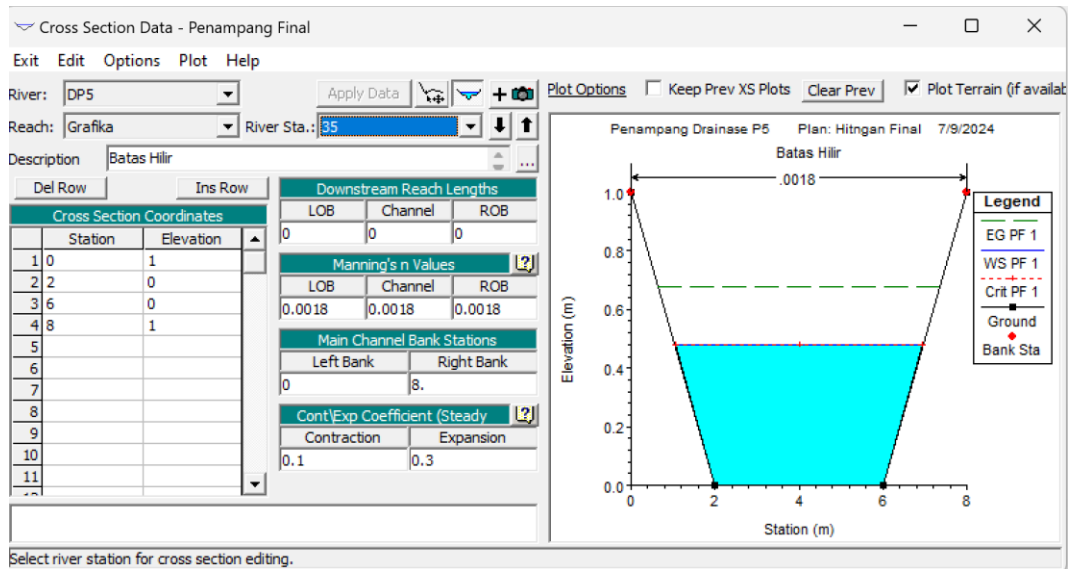 Cross Section Data - Penampang Final
Exit Edit Options Plot Help
River: DP5
Apply Data
Plot Options Keep Prev XS Plots Clear Prev Plot Terrain (if availab
Reach: Grafika River Sta.: 35
Description Batas Hilir ...
Del Row Ins Row
Cross Section Coordinates
Station Elevation
1 0 1
2 2 0
3 6 0
4 8 1
5
6
7
8
9
10
11
Downstream Reach Lengths
LOB Channel ROB
0 0 0
Manning's n Values
LOB Channel ROB
0.0018 0.0018 0.0018
Main Channel Bank Stations
Left Bank Right Bank
0 8.
Cont\Exp Coefficient (Steady
Contraction Expansion
0.1 0.3
Penampang Drainase P5 Plan: Hitngan Final 7/9/2024
Batas Hilir
.0018
1.0
0.8
0.6
0.4
0.2
0.0
Elevation (m)
0 2 4 6 8
Station (m)
Legend
EG PF 1
WS PF 1
Crit PF 1
Ground
Bank Sta
Select river station for cross section editing.